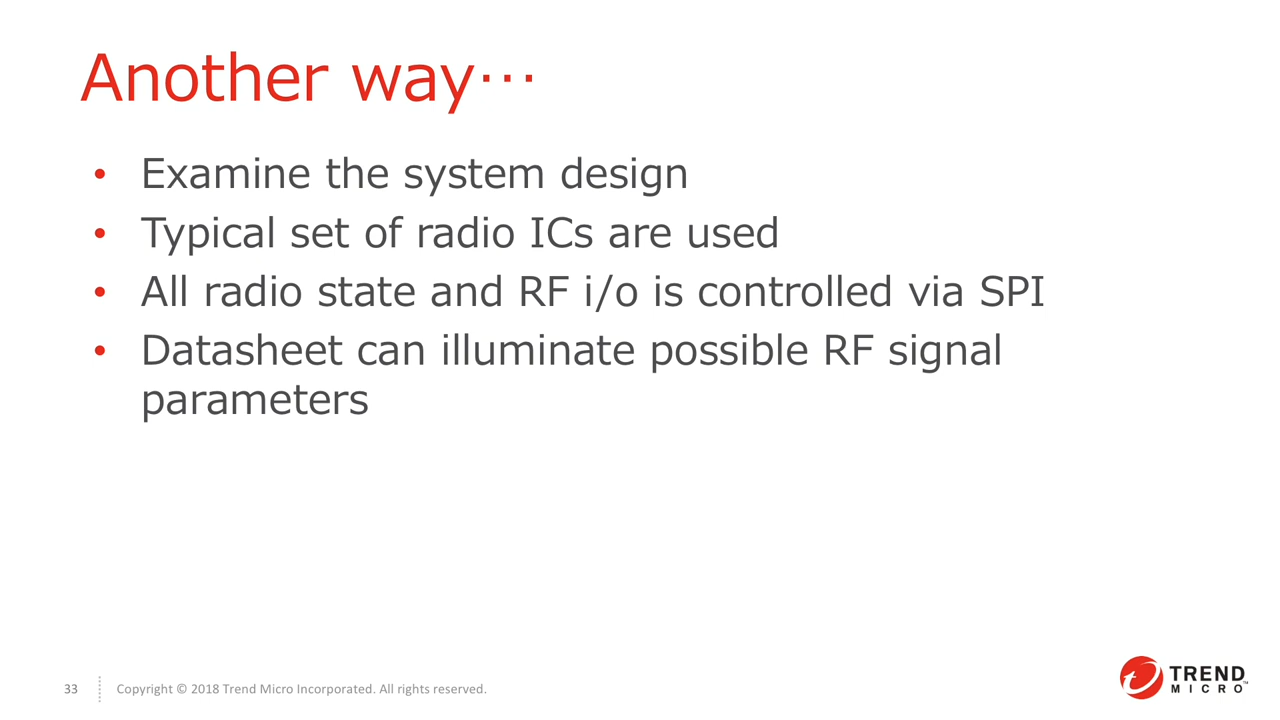 Another way…
• Examine the system design
• Typical set of radio ICs are used
• All radio state and RF i/o is controlled via SPI
• Datasheet can illuminate possible RF signal
parameters
33
Copyright © 2018 Trend Micro Incorporated. All rights reserved.
TREND
MICRO™